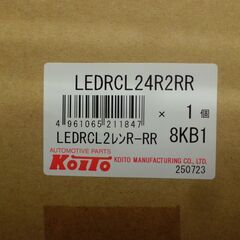 LEDRCL24R2RR
4 961065 211847 × 1 個
LEDRCL2レンR-RR 8KB1
AUTOMOTIVE PARTS
KOITO KOITO MANUFACTURING CO., LTD.
250723